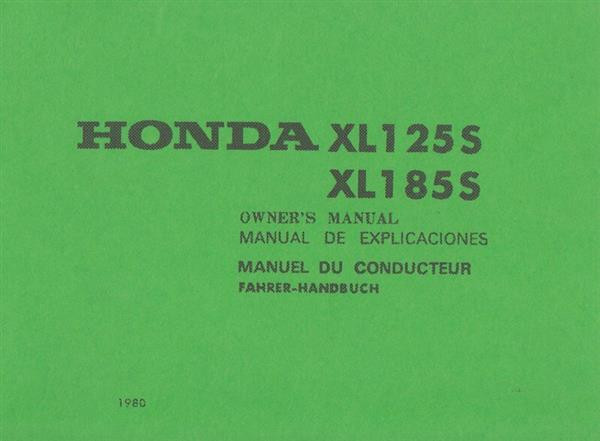 HONDA XL125S
XL185S
OWNER'S MANUAL
MANUAL DE EXPLICACIONES
MANUEL DU CONDUCTEUR
FAHRER-HANDBUCH
1980